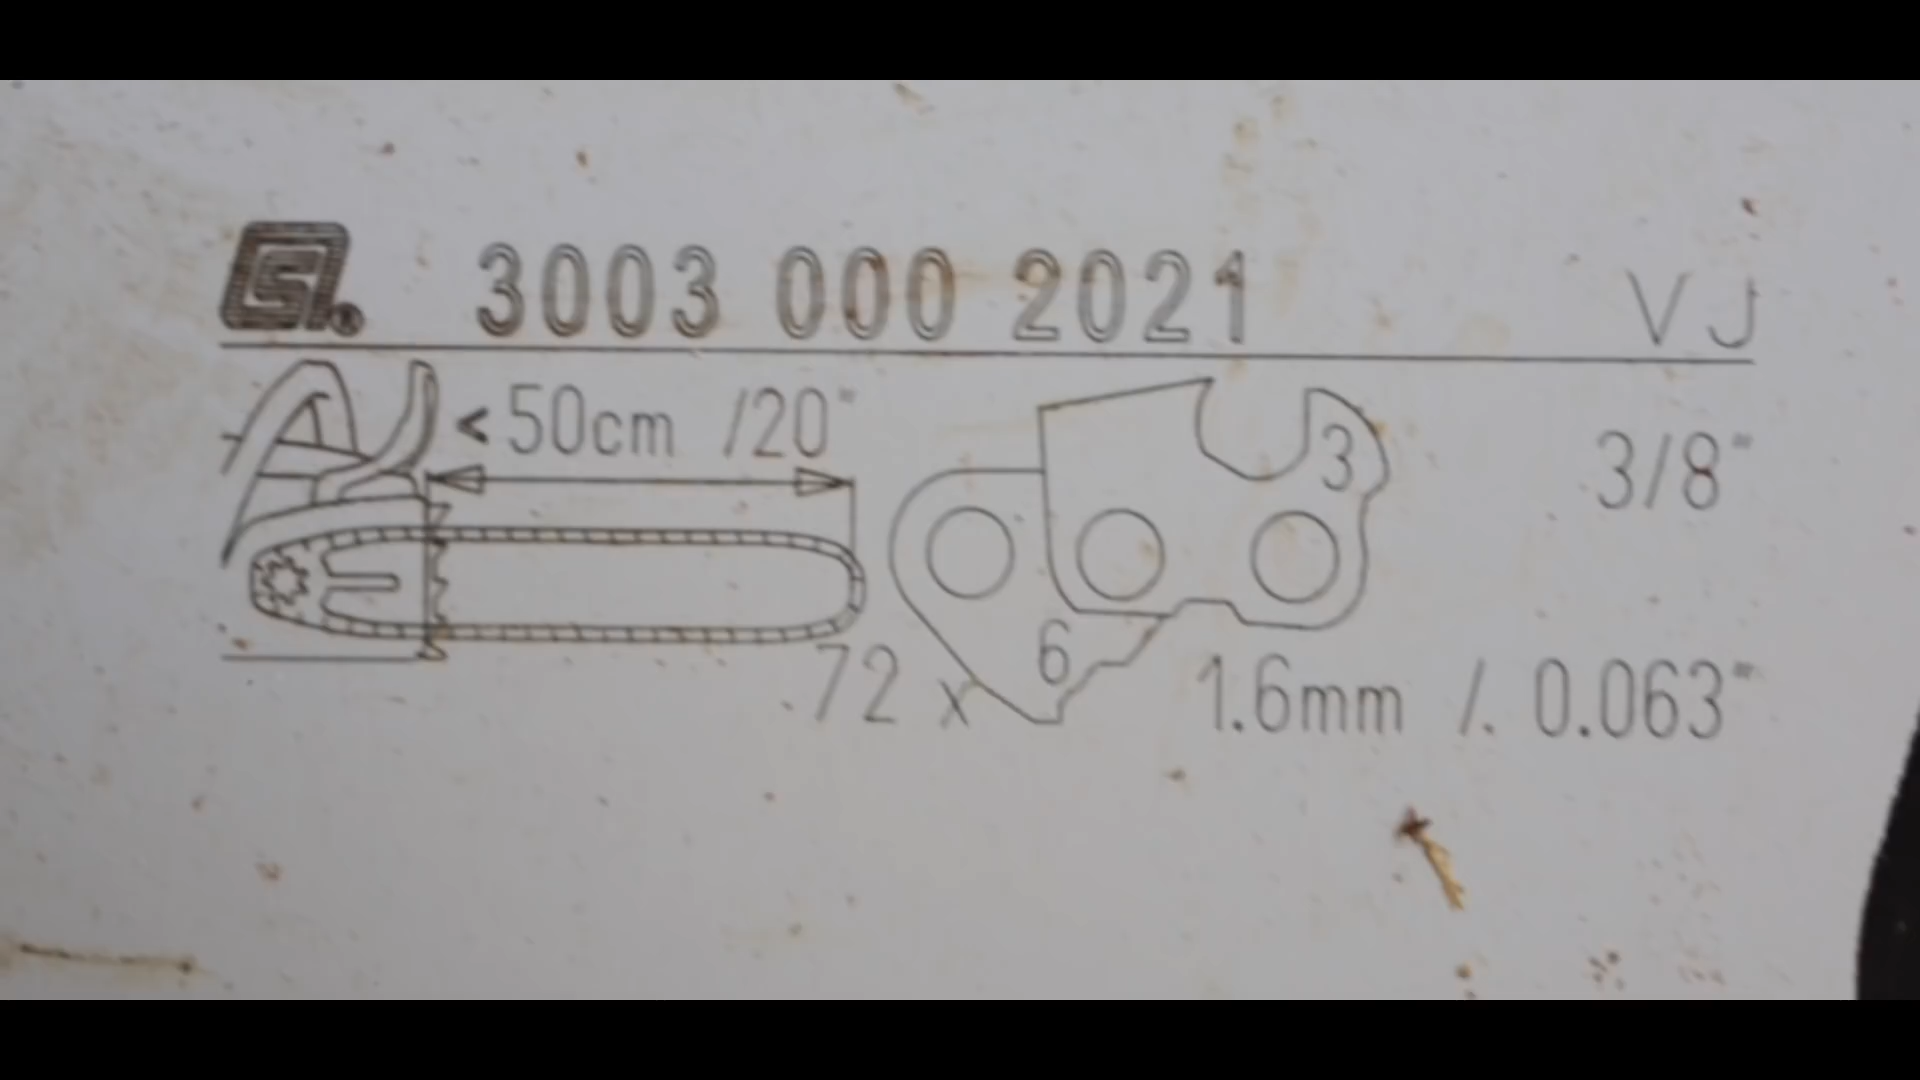 3003 000 2021 VJ
<50cm /20"
3
3/8"
6
72 x
1.6mm /. 0.063"